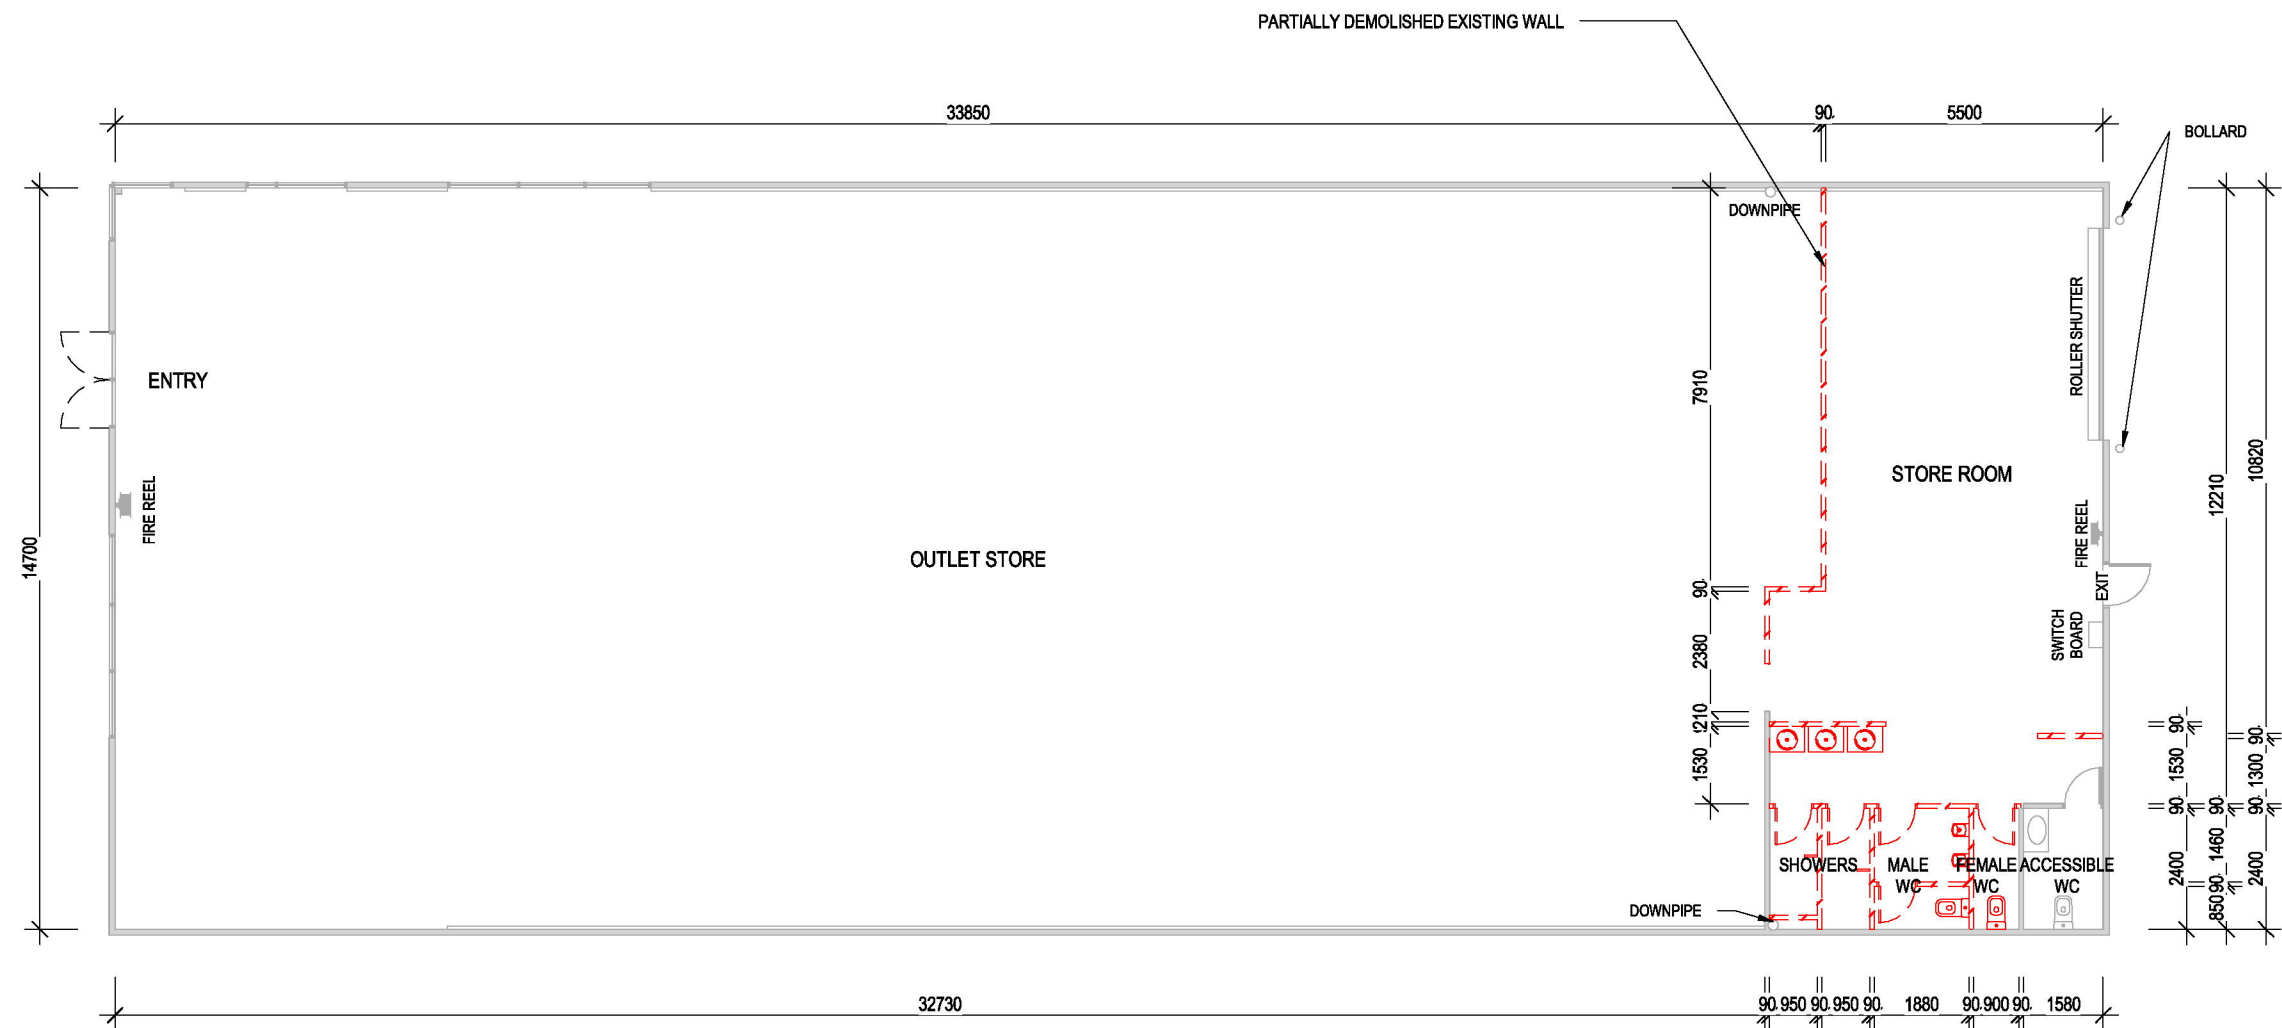 PARTIALLY DEMOLISHED EXISTING WALL
33850
90
5500
BOLLARD
DOWNPIPE
ROLLER SHUTTER
ENTRY
7910
STORE ROOM
12210
10820
FIRE REEL
FIRE REEL
14700
OUTLET STORE
EXIT
90
2380
SWITCH
BOARD
210
90
90
1530
1530
1300
90
90
90
SHOWERS
MALE
WC
FEMALE
WC
ACCESSIBLE
WC
2400
1460
2400
90
850
DOWNPIPE
32730
90
950
90
950
90
1880
90
900
90
1580